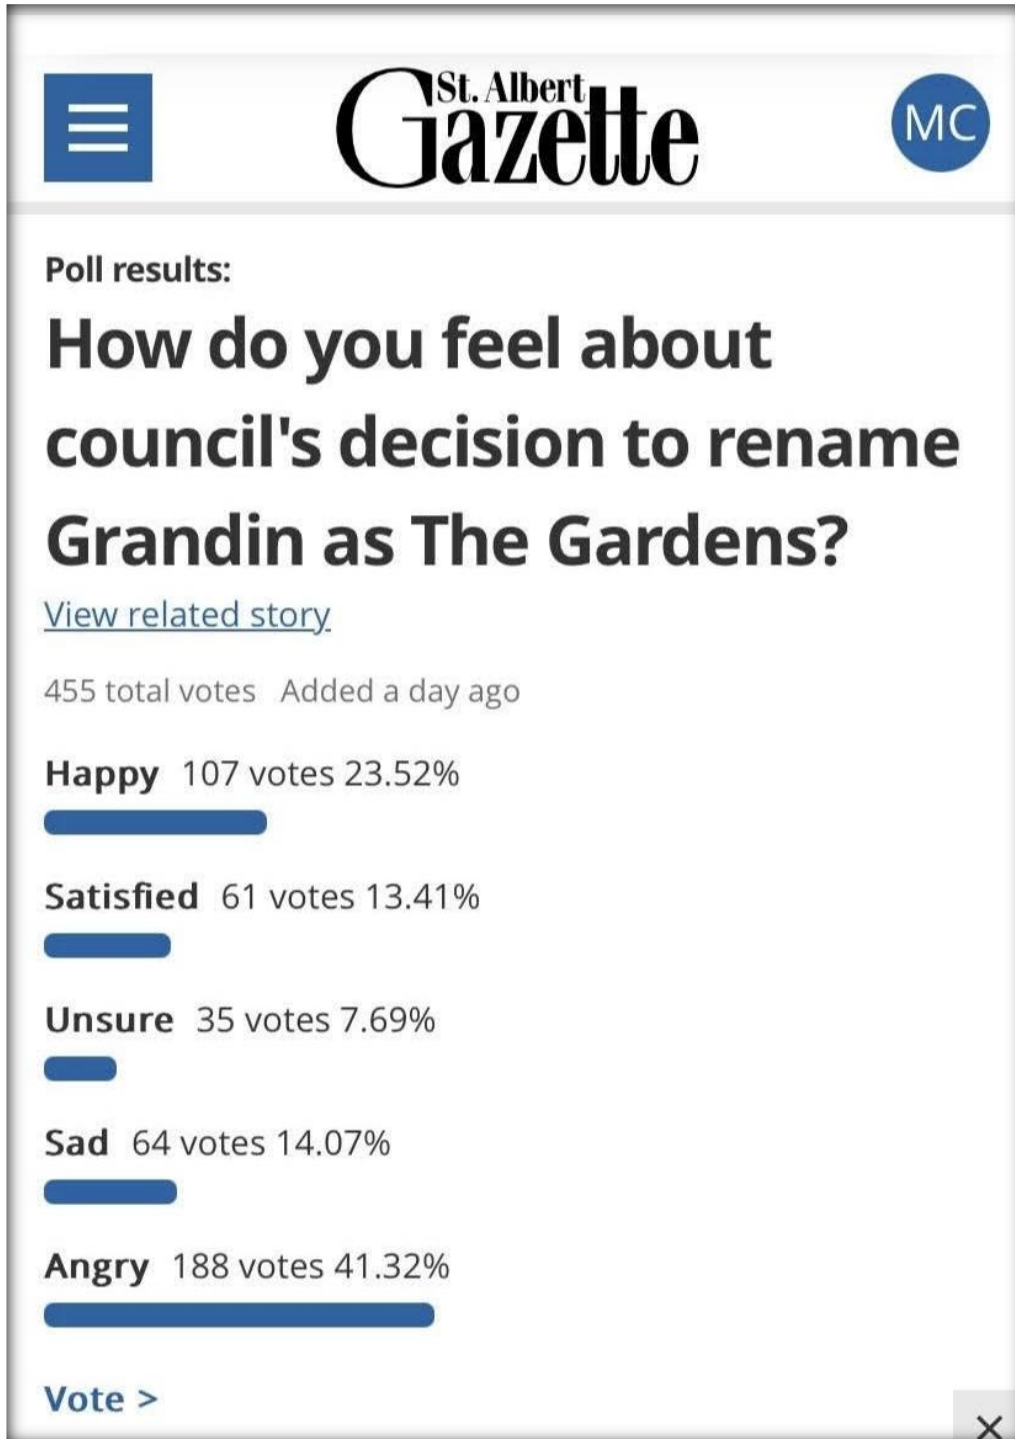 St. Albert
Gazette
MC
Poll results:
How do you feel about
council's decision to rename
Grandin as The Gardens?
View related story
455 total votes Added a day ago
Happy 107 votes 23.52%
Satisfied 61 votes 13.41%
Unsure 35 votes 7.69%
Sad 64 votes 14.07%
Angry 188 votes 41.32%
Vote >